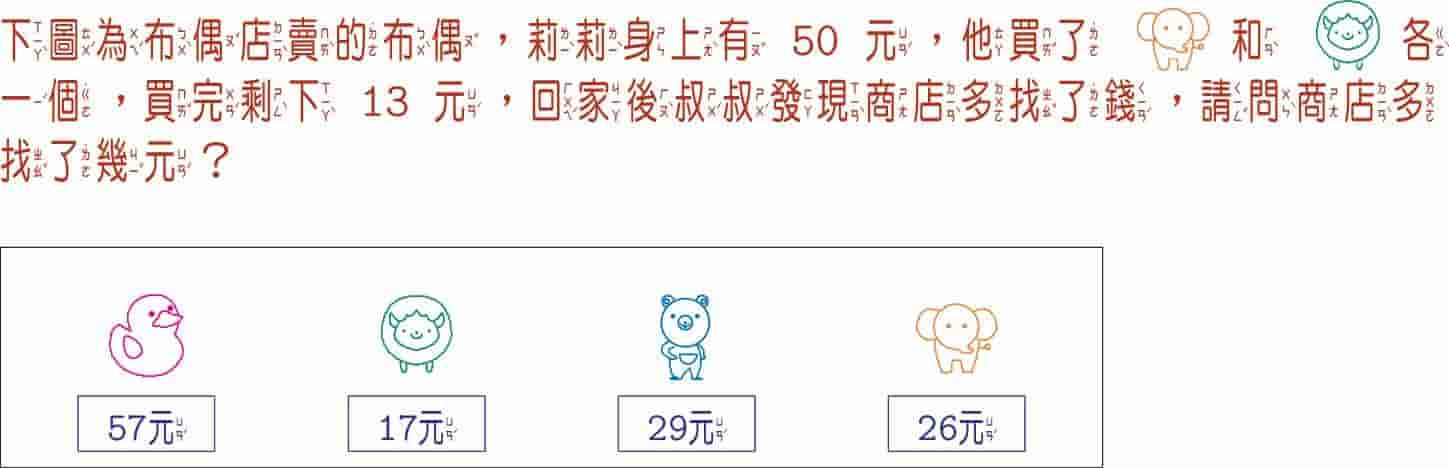 下圖為布偶店賣的布偶，莉莉身上有 50 元，他買了 和 各
一個，買完剩下 13 元，回家後叔叔發現商店多找了錢，請問商店多
找了幾元？
57元 17元 29元 26元